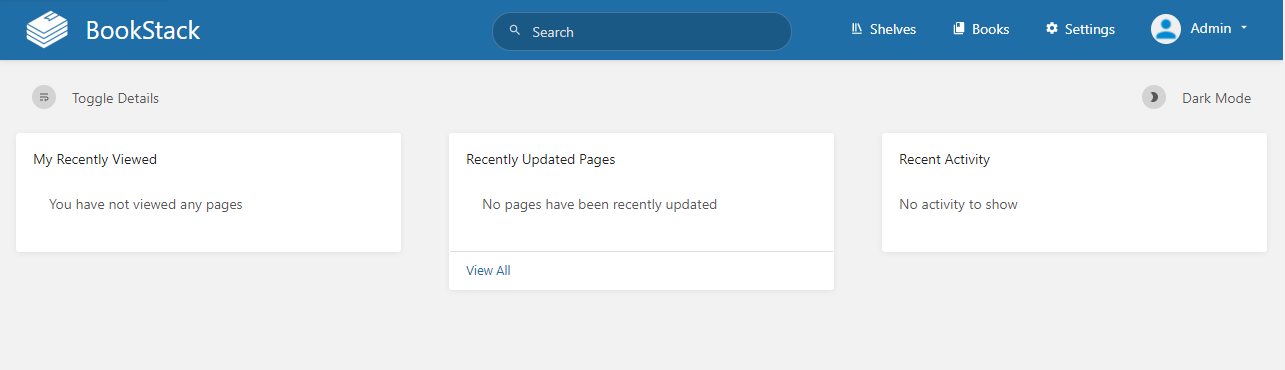 BookStack
Search
Shelves
Books
Settings
Admin
Toggle Details
Dark Mode
My Recently Viewed
You have not viewed any pages
Recently Updated Pages
No pages have been recently updated
View All
Recent Activity
No activity to show